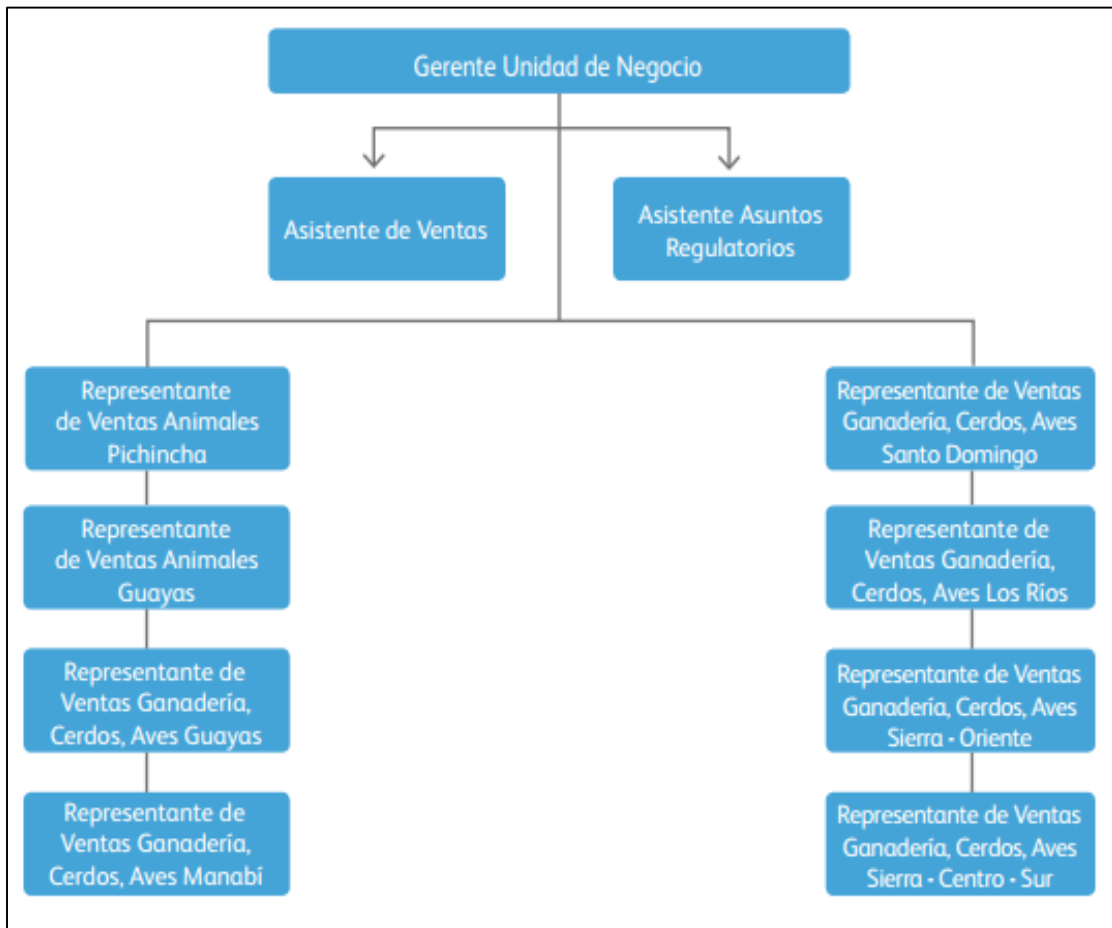 Gerente Unidad de Negocio
Asistente de Ventas
Asistente Asuntos
Regulatorios
Representante
de Ventas Animales
Pichincha
Representante
de Ventas Animales
Guayas
Representante de
Ventas Ganadería,
Cerdos, Aves Guayas
Representante de
Ventas Ganadería,
Cerdos, Aves Manabí
Representante de Ventas
Ganadería, Cerdos, Aves
Santo Domingo
Representante de
Ventas Ganadería,
Cerdos, Aves Los Ríos
Representante de Ventas
Ganadería, Cerdos, Aves
Sierra - Oriente
Representante de Ventas
Ganadería, Cerdos, Aves
Sierra - Centro - Sur